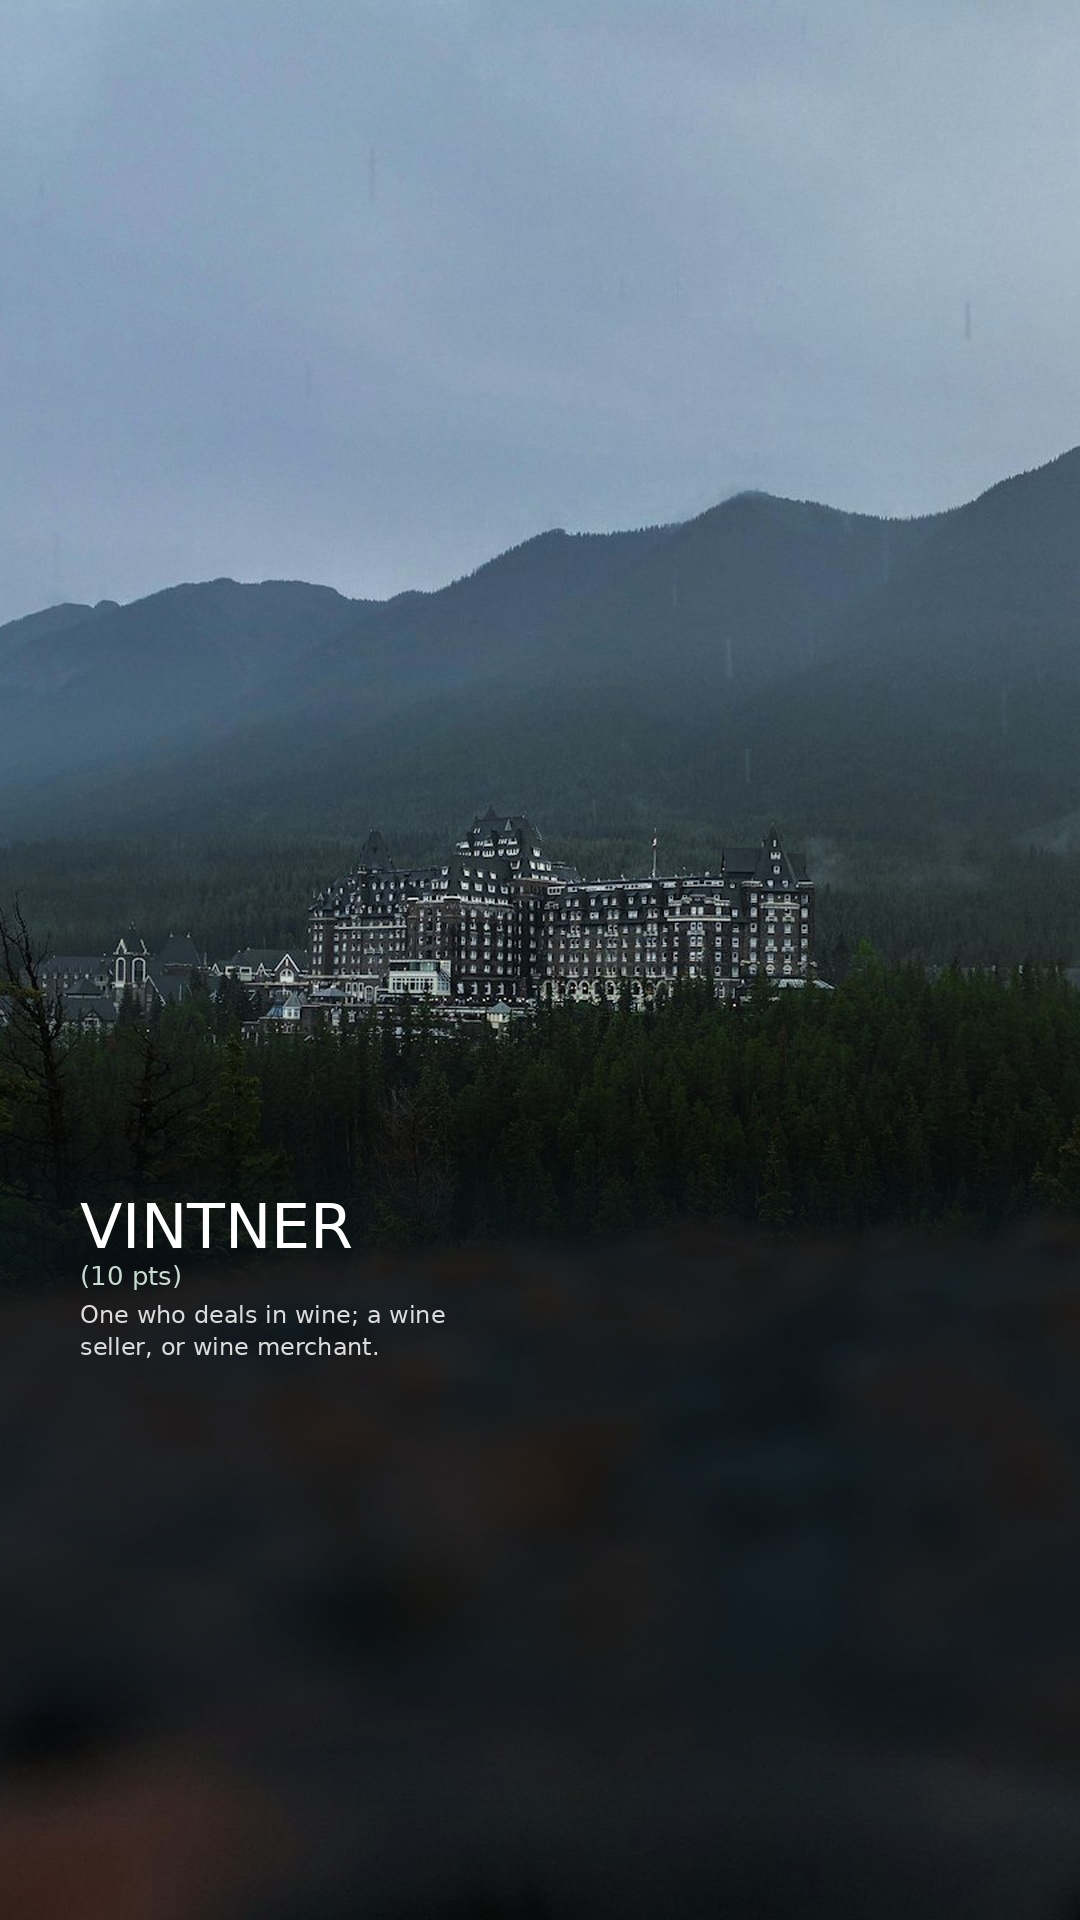 VINTNER
(10 pts)
One who deals in wine; a wine
seller, or wine merchant.